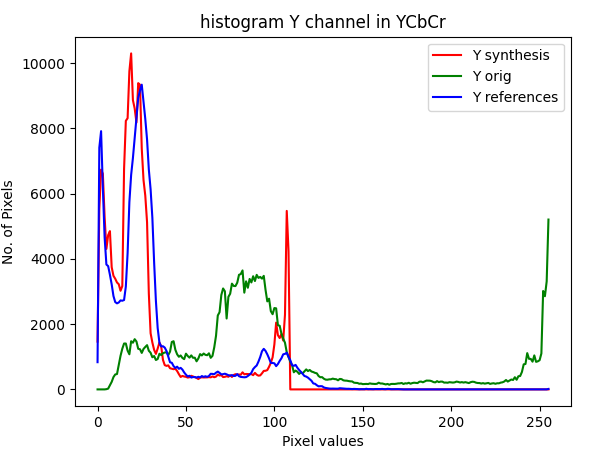 histogram Y channel in YCbCr
Y synthesis
Y orig
Y references
No. of Pixels
10000
8000
6000
4000
2000
0
0 50 100 150 200 250
Pixel values